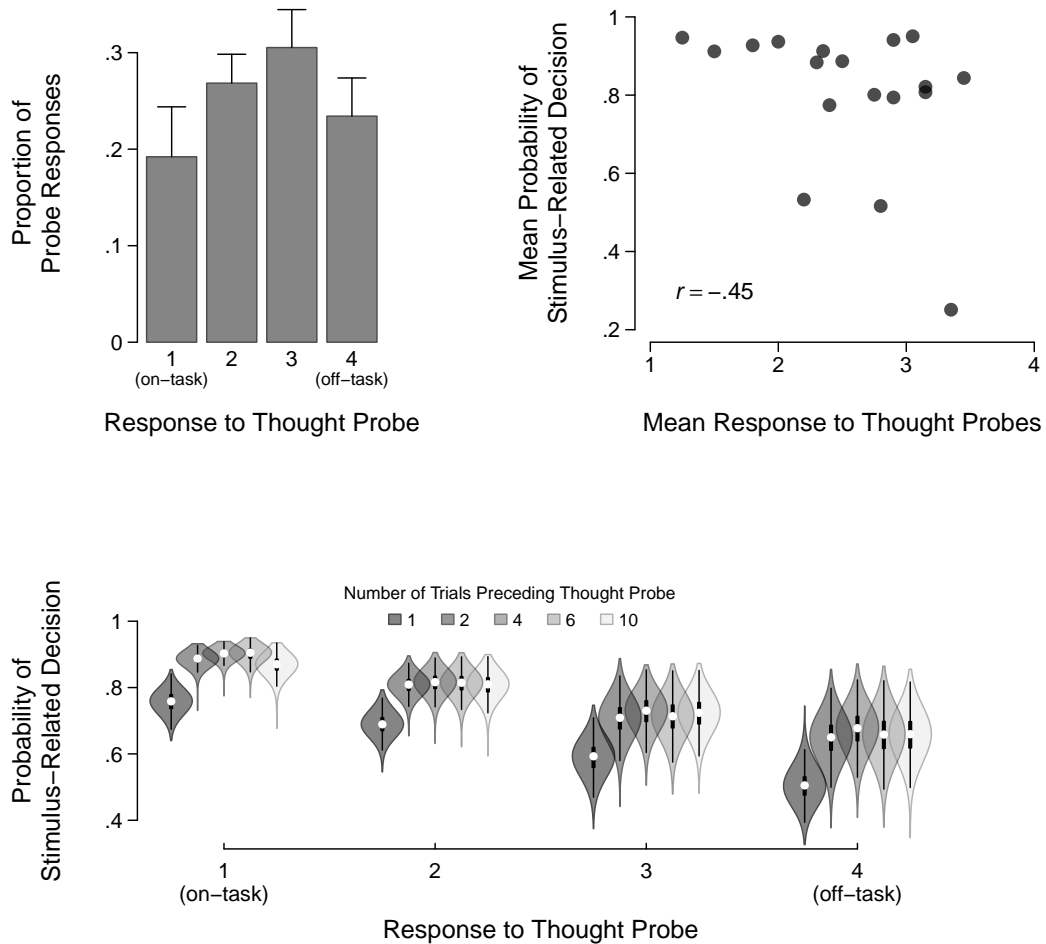 Proportion of
Probe Responses
.3
.2
.1
0
1
2
3
4
(on−task)
(off−task)
Response to Thought Probe
Mean Probability of
Stimulus−Related Decision
1
.8
.6
.4
.2
r = −.45
1
2
3
4
Mean Response to Thought Probes
Number of Trials Preceding Thought Probe
1
2
4
6
10
Probability of
Stimulus−Related Decision
1
.8
.6
.4
1
2
3
4
(on−task)
(off−task)
Response to Thought Probe